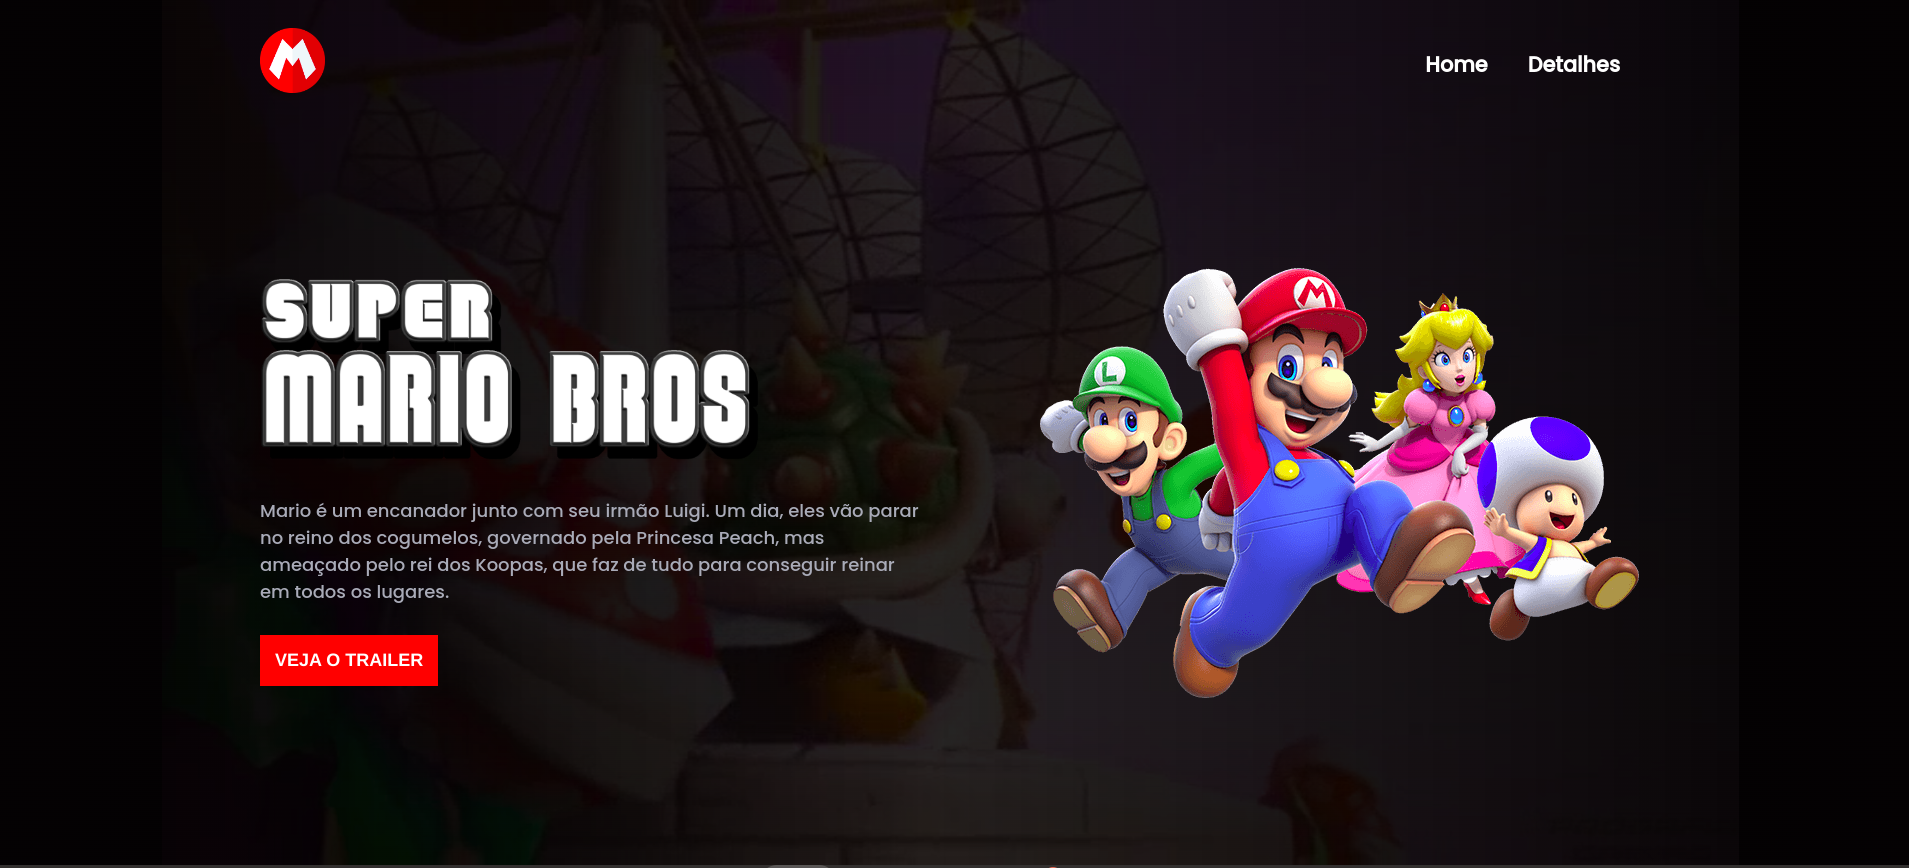 M
Home Detalhes
SUPER
MARIO BROS
M
L
Mario é um encanador junto com seu irmão Luigi. Um dia, eles vão parar
no reino dos cogumelos, governado pela Princesa Peach, mas
ameaçado pelo rei dos Koopas, que faz de tudo para conseguir reinar
em todos os lugares.
VEJA O TRAILER